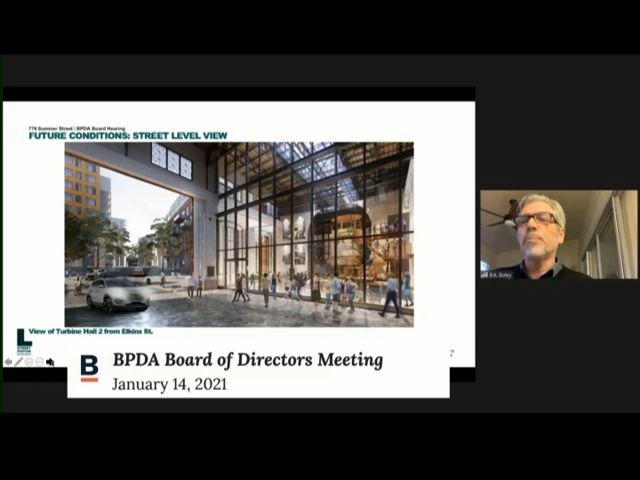 776 Summer Street | BPDA Board Hearing
FUTURE CONDITIONS: STREET LEVEL VIEW
View of Turbine Hall 2 from Elkins St.
L
B
BPDA Board of Directors Meeting
January 14, 2021